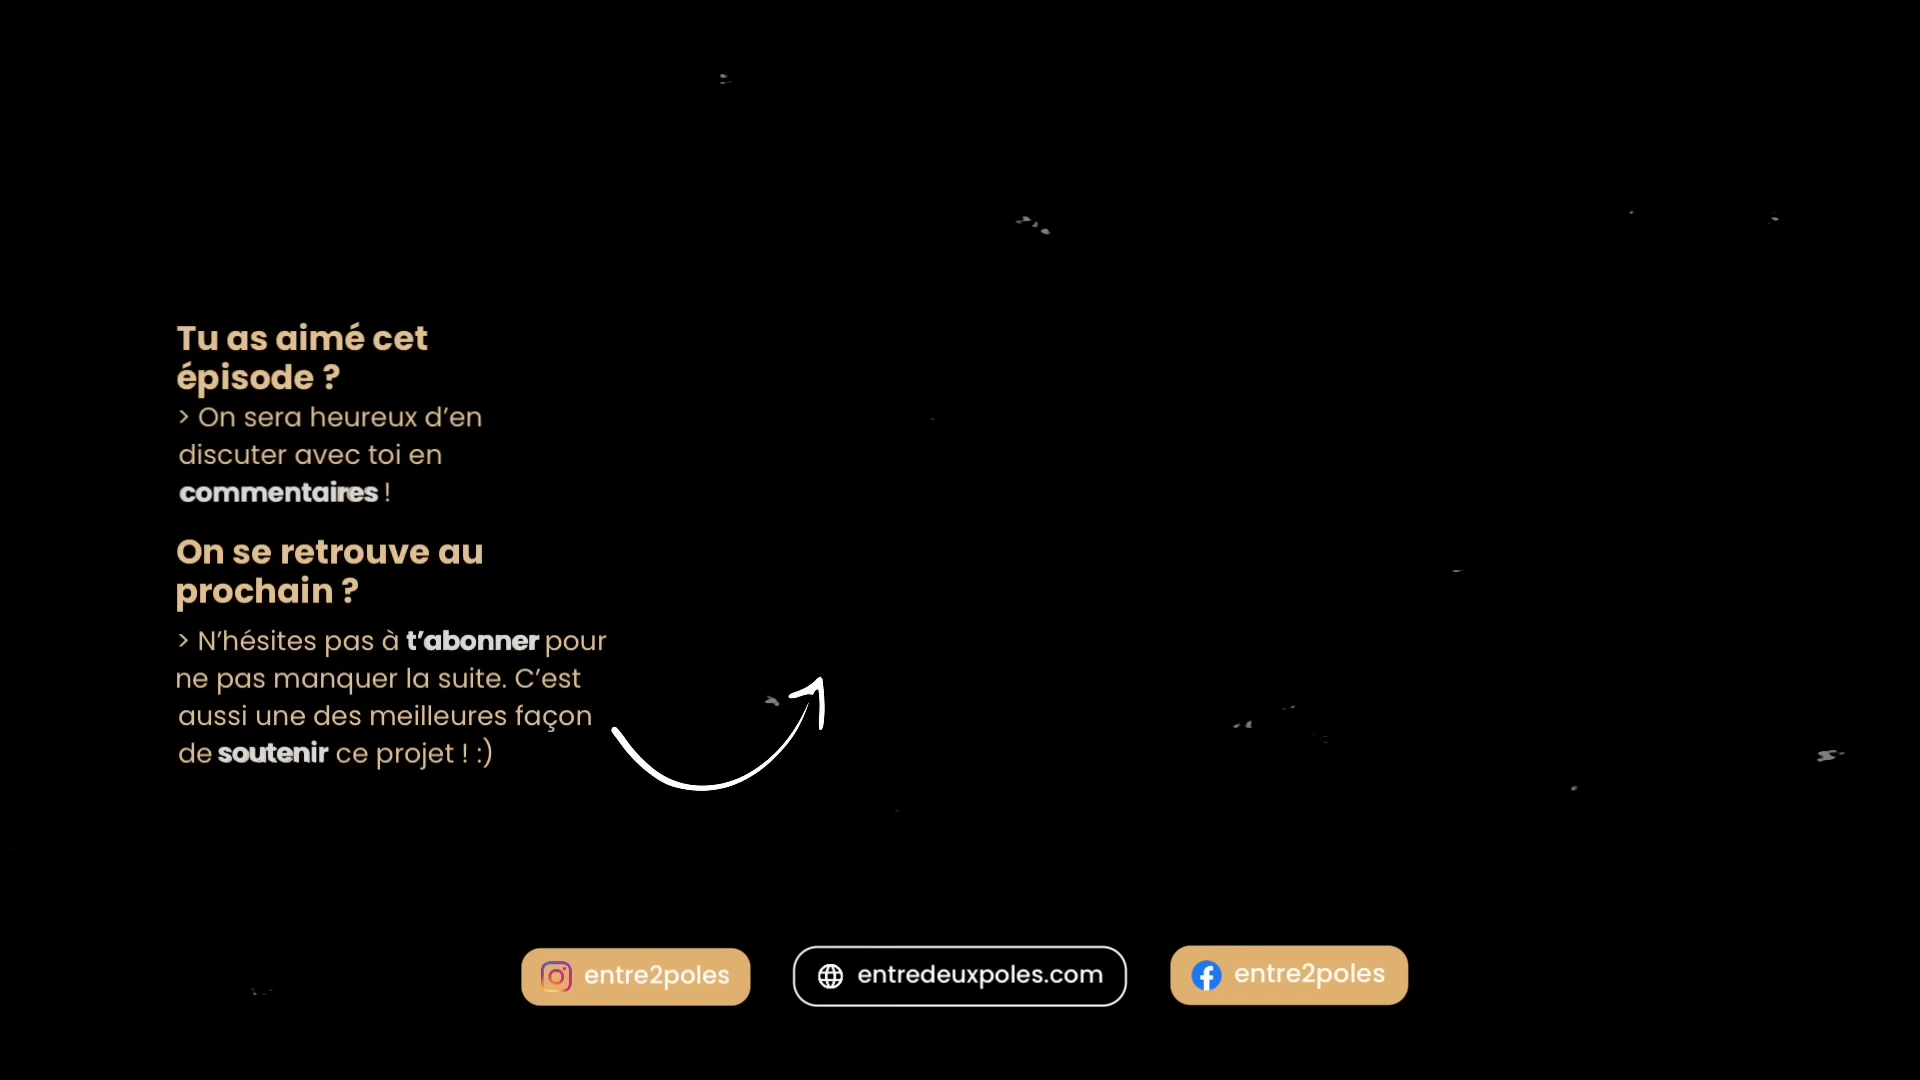 Tu as aimé cet
épisode ?
> On sera heureux d’en
discuter avec toi en
commentaires !
On se retrouve au
prochain ?
> N’hésites pas à t’abonner pour
ne pas manquer la suite. C’est
aussi une des meilleures façon
de soutenir ce projet ! :)
entre2poles
entredeuxpoles.com
entre2poles